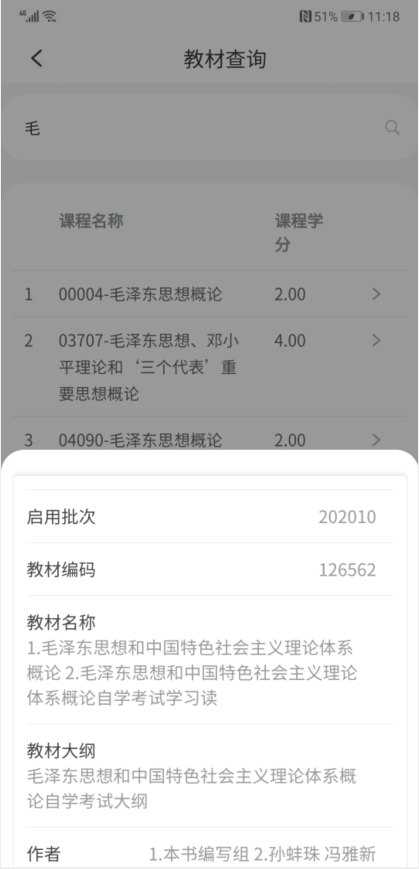 4G 51% 11:18
教材查询
毛
课程名称 课程学
分
1 00004-毛泽东思想概论 2.00
2 03707-毛泽东思想、邓小 4.00
平理论和‘三个代表’重
要思想概论
3 04090-毛泽东思想概论 2.00
启用批次 202010
教材编码 126562
教材名称
1.毛泽东思想和中国特色社会主义理论体系
概论 2.毛泽东思想和中国特色社会主义理论
体系概论自学考试学习读
教材大纲
毛泽东思想和中国特色社会主义理论体系概
论自学考试大纲
作者 1.本书编写组 2.孙蚌珠 冯雅新